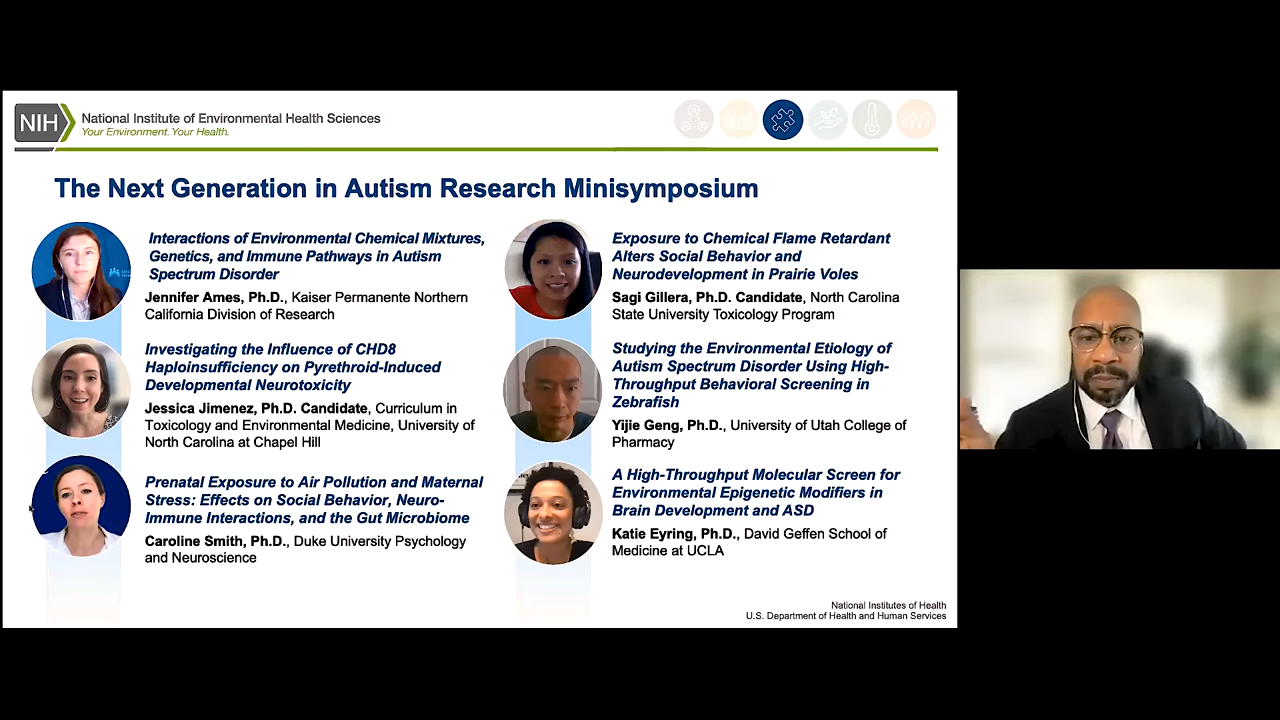 NIH
National Institute of Environmental Health Sciences
Your Environment. Your Health.
The Next Generation in Autism Research Minisymposium
Interactions of Environmental Chemical Mixtures,
Genetics, and Immune Pathways in Autism
Spectrum Disorder
Jennifer Ames, Ph.D., Kaiser Permanente Northern
California Division of Research
Investigating the Influence of CHD8
Haploinsufficiency on Pyrethroid-Induced
Developmental Neurotoxicity
Jessica Jimenez, Ph.D. Candidate, Curriculum in
Toxicology and Environmental Medicine, University of
North Carolina at Chapel Hill
Prenatal Exposure to Air Pollution and Maternal
Stress: Effects on Social Behavior, Neuro-
Immune Interactions, and the Gut Microbiome
Caroline Smith, Ph.D., Duke University Psychology
and Neuroscience
Exposure to Chemical Flame Retardant
Alters Social Behavior and
Neurodevelopment in Prairie Voles
Sagi Gillera, Ph.D. Candidate, North Carolina
State University Toxicology Program
Studying the Environmental Etiology of
Autism Spectrum Disorder Using High-
Throughput Behavioral Screening in
Zebrafish
Yijie Geng, Ph.D., University of Utah College of
Pharmacy
A High-Throughput Molecular Screen for
Environmental Epigenetic Modifiers in
Brain Development and ASD
Katie Eyring, Ph.D., David Geffen School of
Medicine at UCLA
National Institutes of Health
U.S. Department of Health and Human Services